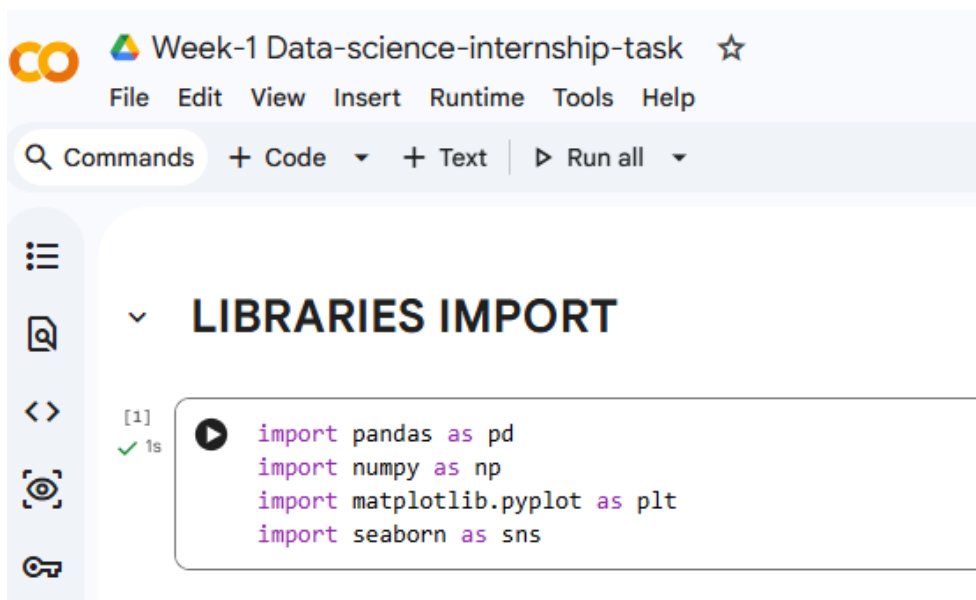 Week-1 Data-science-internship-task
File Edit View Insert Runtime Tools Help
Commands + Code + Text Run all
LIBRARIES IMPORT
[1]
1s
import pandas as pd
import numpy as np
import matplotlib.pyplot as plt
import seaborn as sns